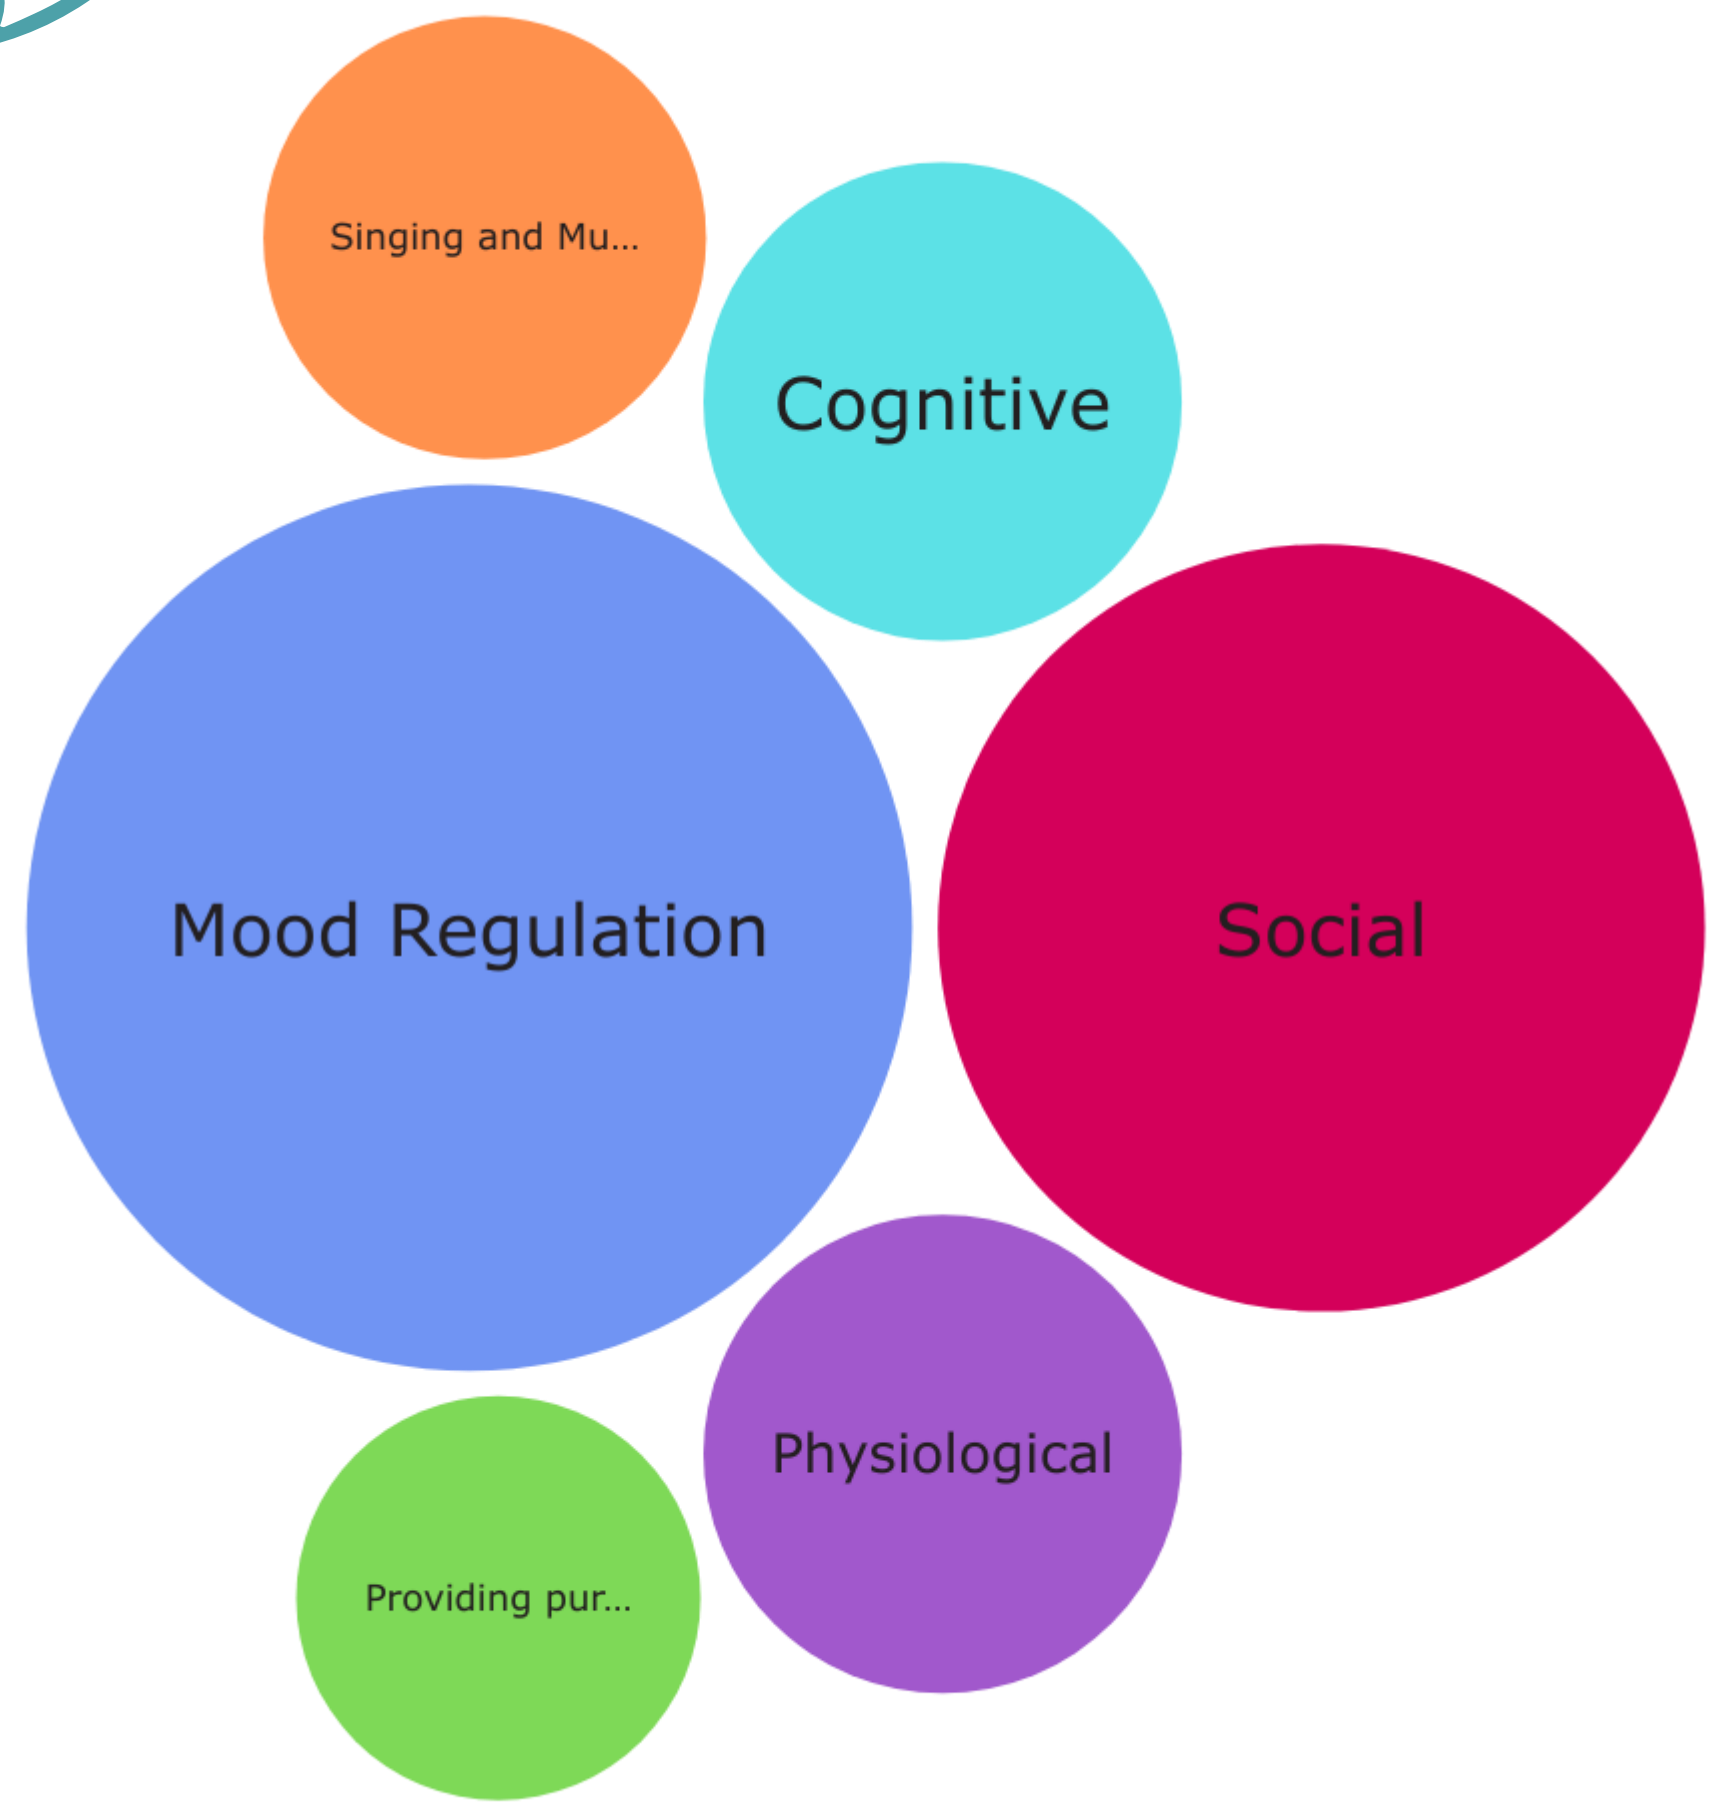 Singing and Mu...
Cognitive
Mood Regulation
Social
Physiological
Providing pur...